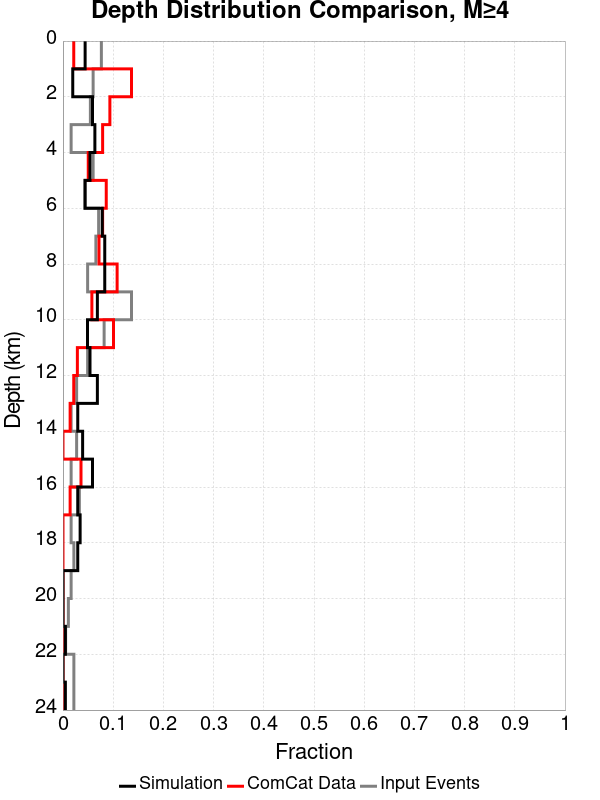 Depth Distribution Comparison, M≥4
0
2
4
6
8
10
12
14
16
18
20
22
24
Depth (km)
0 0.1 0.2 0.3 0.4 0.5 0.6 0.7 0.8 0.9 1
Fraction
Simulation ComCat Data Input Events